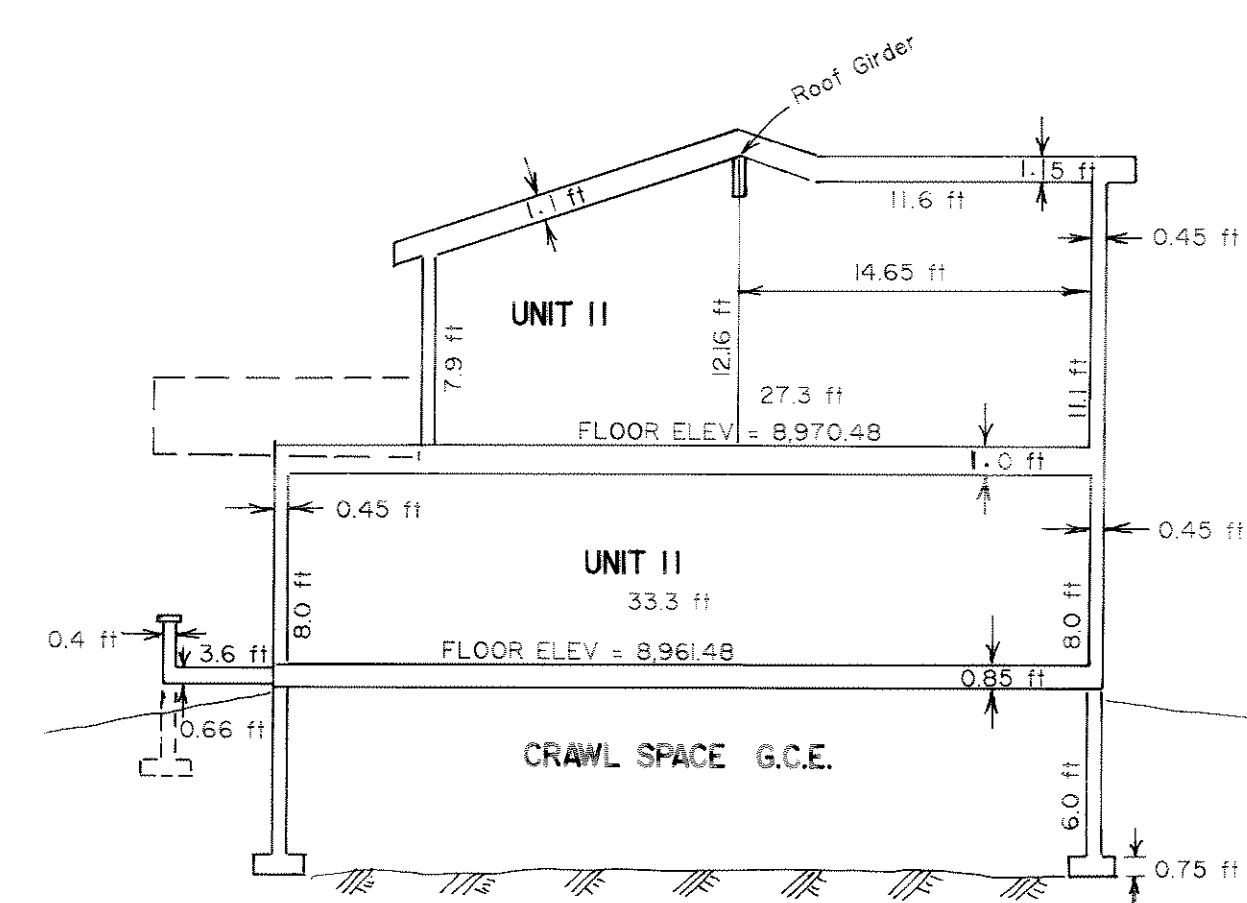 Roof Girder
1.15 ft
1.1 ft
11.6 ft
0.45 ft
14.65 ft
UNIT 11
12.16 ft
7.9 ft
11.1 ft
27.3 ft
FLOOR ELEV = 8,970.48
1.0 ft
0.45 ft
0.45 ft
UNIT 11
33.3 ft
8.0 ft
8.0 ft
0.4 ft
3.6 ft
FLOOR ELEV = 8,961.48
0.85 ft
0.66 ft
CRAWL SPACE G.C.E.
6.0 ft
0.75 ft